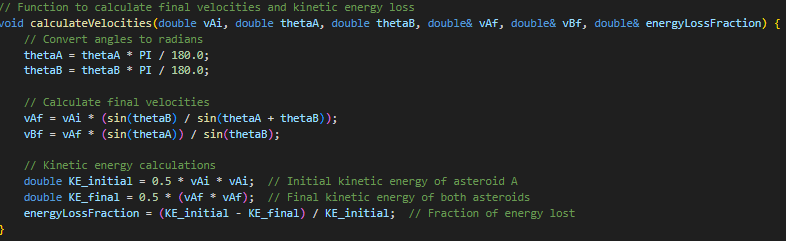 // Function to calculate final velocities and kinetic energy loss
void calculateVelocities(double vAi, double thetaA, double thetaB, double& vAf, double& vBf, double& energyLossFraction) {
    // Convert angles to radians
    thetaA = thetaA * PI / 180.0;
    thetaB = thetaB * PI / 180.0;

    // Calculate final velocities
    vAf = vAi * (sin(thetaB) / sin(thetaA + thetaB));
    vBf = vAf * (sin(thetaA)) / sin(thetaB);

    // Kinetic energy calculations
    double KE_initial = 0.5 * vAi * vAi;  // Initial kinetic energy of asteroid A
    double KE_final = 0.5 * (vAf * vAf);  // Final kinetic energy of both asteroids
    energyLossFraction = (KE_initial - KE_final) / KE_initial;  // Fraction of energy lost
}